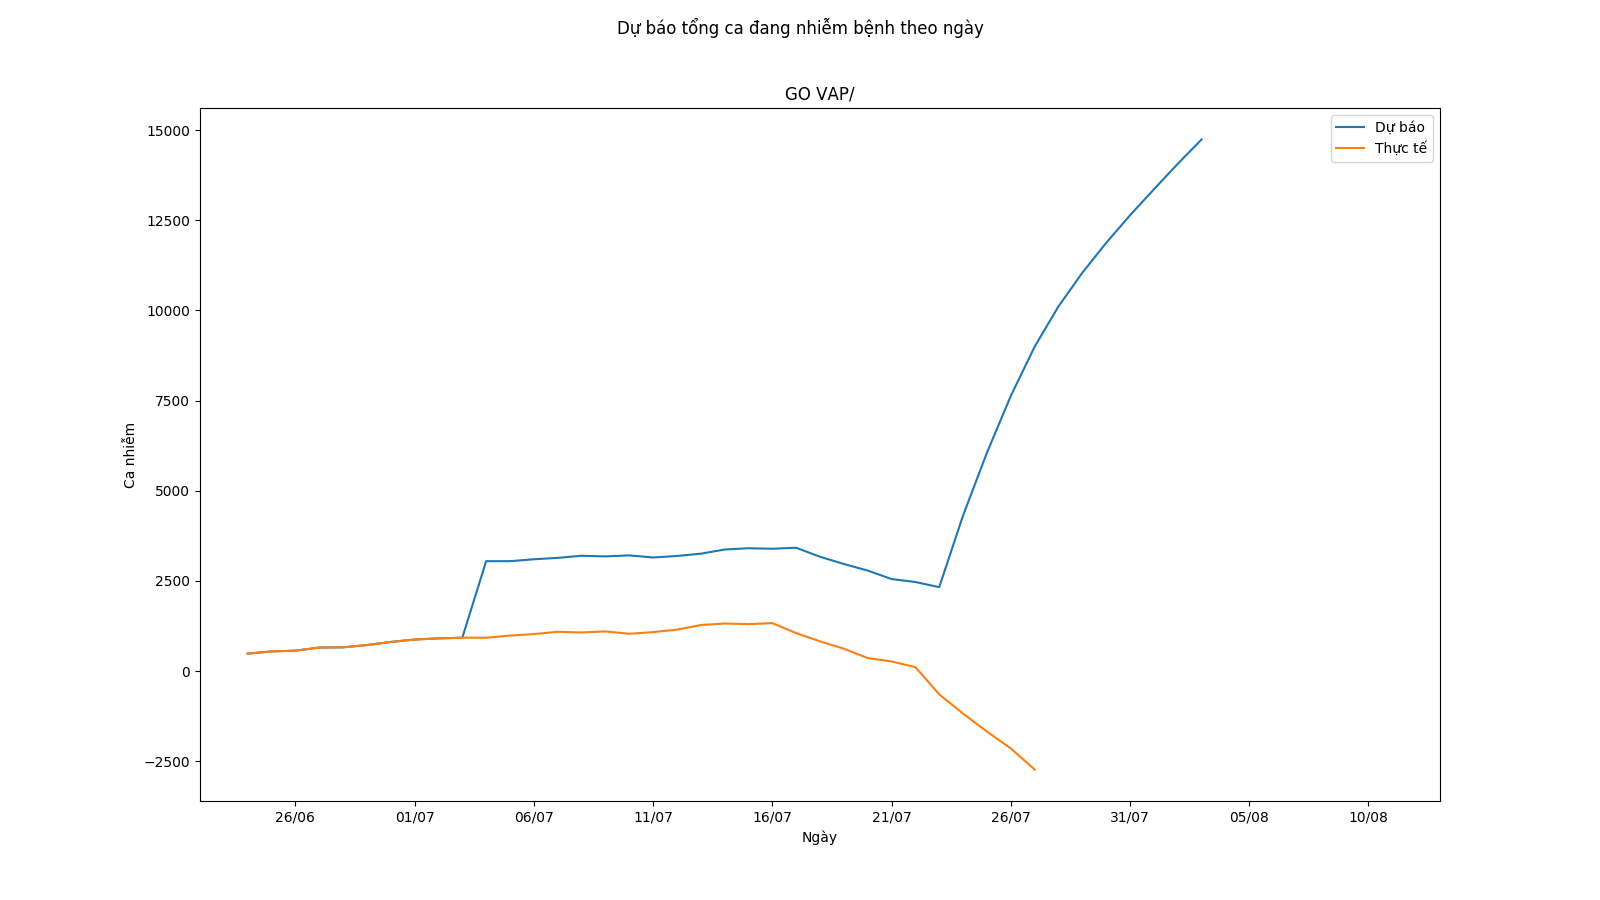 Dự báo tổng ca đang nhiễm bệnh theo ngày
GO VAP/
Dự báo
Thực tế
15000
12500
10000
7500
5000
2500
0
−2500
Ca nhiễm
26/06 01/07 06/07 11/07 16/07 21/07 26/07 31/07 05/08 10/08
Ngày